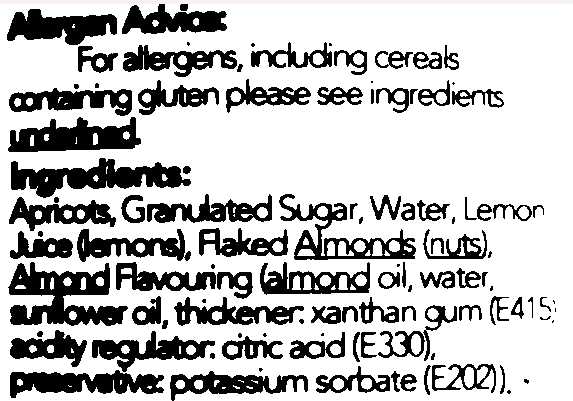 Allergen Advice:
For allergens, including cereals
containing gluten please see ingredients
underlined.
Ingredients:
Apricots, Granulated Sugar, Water, Lemon
Juice (lemons), Flaked Almonds (nuts),
Almond Flavouring (almond oil, water,
sunflower oil, thickener: xanthan gum (E415)
acidity regulator: citric acid (E330),
preservative: potassium sorbate (E202)).